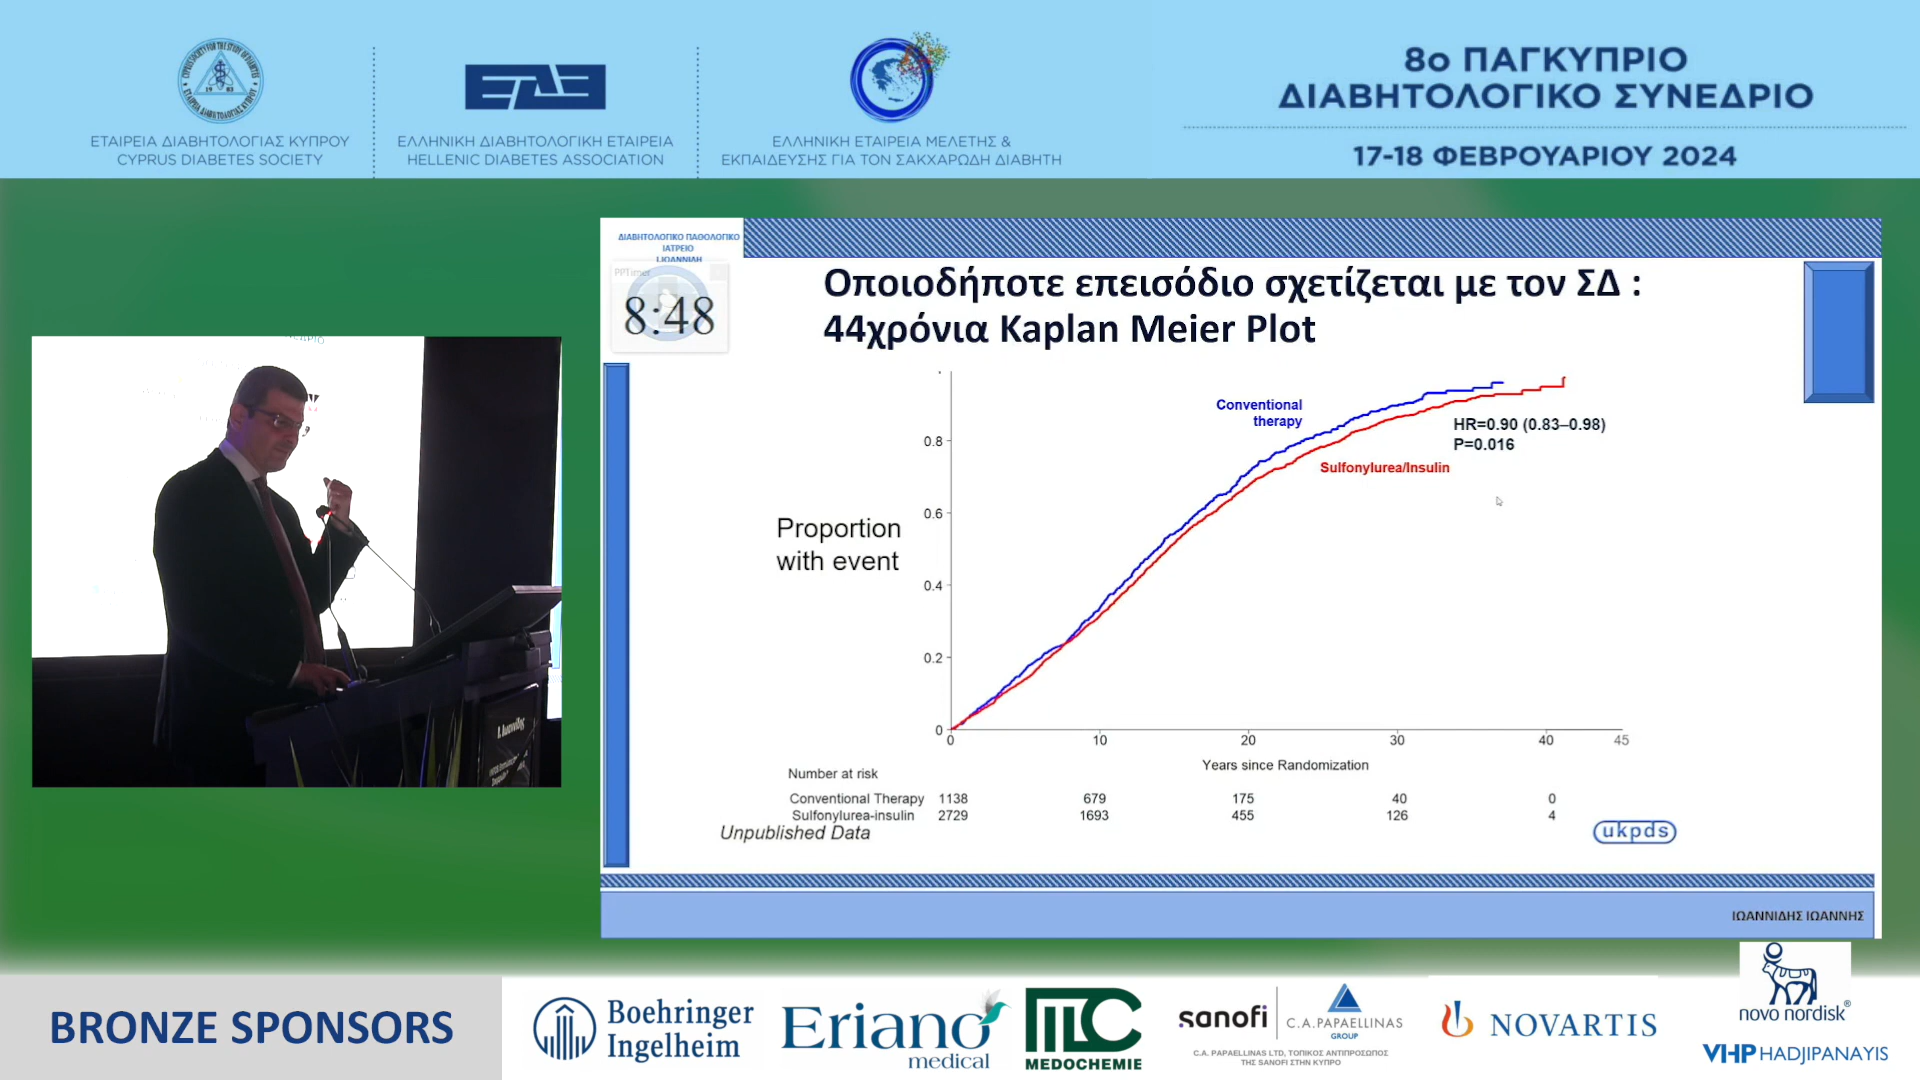 ΕΤΑΙΡΕΙΑ ΔΙΑΒΗΤΟΛΟΓΙΑΣ ΚΥΠΡΟΥ
CYPRUS DIABETES SOCIETY
ΕΔΕ
ΕΛΛΗΝΙΚΗ ΔΙΑΒΗΤΟΛΟΓΙΚΗ ΕΤΑΙΡΕΙΑ
HELLENIC DIABETES ASSOCIATION
ΕΛΛΗΝΙΚΗ ΕΤΑΙΡΕΙΑ ΜΕΛΕΤΗΣ &
ΕΚΠΑΙΔΕΥΣΗΣ ΓΙΑ ΤΟΝ ΣΑΚΧΑΡΩΔΗ ΔΙΑΒΗΤΗ
8ο ΠΑΓΚΥΠΡΙΟ
ΔΙΑΒΗΤΟΛΟΓΙΚΟ ΣΥΝΕΔΡΙΟ
17-18 ΦΕΒΡΟΥΑΡΙΟΥ 2024
ΔΙΑΒΗΤΟΛΟΓΙΚΟ ΠΑΘΟΛΟΓΙΚΟ
ΙΑΤΡΕΙΟ
Ι.ΙΩΑΝΝΙΔΗ
PPTimer
8:48
Οποιοδήποτε επεισόδιο σχετίζεται με τον ΣΔ :
44χρόνια Kaplan Meier Plot
Conventional
therapy
HR=0.90 (0.83–0.98)
P=0.016
Sulfonylurea/Insulin
Proportion
with event
0.8
0.6
0.4
0.2
0
0 10 20 30 40 45
Years since Randomization
Number at risk
Conventional Therapy 1138 679 175 40 0
Sulfonylurea-insulin 2729 1693 455 126 4
Unpublished Data
ukpds
ΙΩΑΝΝΙΔΗΣ ΙΩΑΝΝΗΣ
BRONZE SPONSORS
Boehringer
Ingelheim
Eriano
medical
MEDOCHEMIE
sanofi
C.A.PAPAELLINAS
GROUP
C.A. PAPAELLINAS LTD, ΤΟΠΙΚΟΣ ΑΝΤΙΠΡΟΣΩΠΟΣ
ΤΗΣ SANOFI ΣΤΗΝ ΚΥΠΡΟ
NOVARTIS
novo nordisk®
VHP HADJIPANAYIS